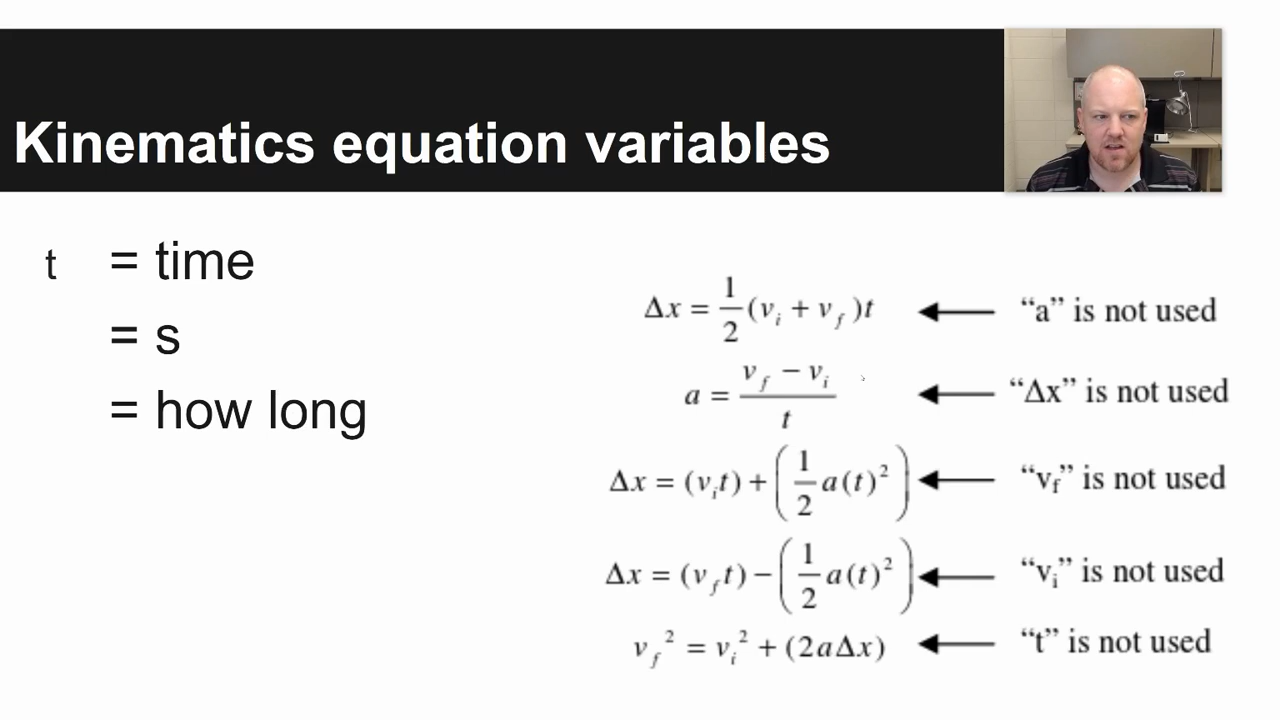 Kinematics equation variables
t = time
= s
= how long
Δx = 1/2 (v_i + v_f)t ← “a” is not used
a = (v_f − v_i)/t ← “Δx” is not used
Δx = (v_i t) + (1/2 a(t)²) ← “v_f” is not used
Δx = (v_f t) − (1/2 a(t)²) ← “v_i” is not used
v_f² = v_i² + (2aΔx) ← “t” is not used